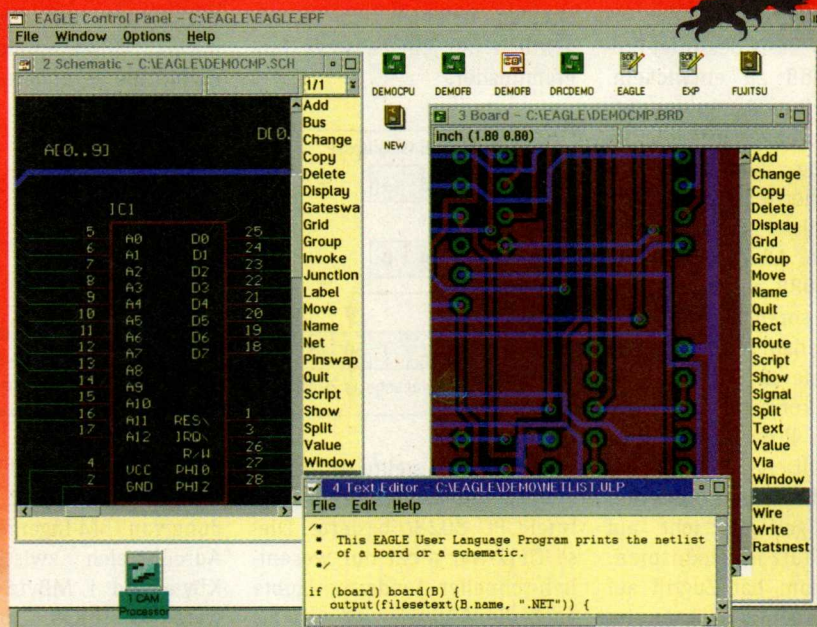 EAGLE Control Panel - C:\EAGLE\EAGLE.EPF
File Window Options Help
2 Schematic - C:\EAGLE\DEMOCMP.SCH
1/1
A[0..9]
D[0.
IC1
5 A0 D0 25
6 A1 D1 24
7 A2 D2 23
8 A3 D3 22
9 A4 D4 21
10 A5 D5 20
11 A6 D6 19
12 A7 D7 18
13 A8
14 A9
15 A10
16 A11 RES\ 1
17 A12 IRQ\ 3
R/W 26
4 VCC PHI0 27
2 GND PHI2 28
Add
Bus
Change
Copy
Delete
Display
Gateswa
Grid
Group
Invoke
Junction
Label
Move
Name
Net
Pinswap
Quit
Script
Show
Split
Value
Window
DEMOCPU
DEMOFB
DEMOFB
DRCDEMO
EAGLE
EXP
FUJITSU
NEW
3 Board - C:\EAGLE\DEMOCMP.BRD
inch (1.80 0.80)
Add
Change
Copy
Delete
Display
Grid
Group
Move
Name
Quit
Rect
Route
Script
Show
Signal
Split
Text
Value
Via
Window
;
Wire
Write
Ratsnest
4 Text Editor - C:\EAGLE\DEMO\NETLIST.ULP
File Edit Help
/*
* This EAGLE User Language Program prints the netlist
* of a board or a schematic.
*/
if (board) board(B) {
output(filesetext(B.name, ".NET")) {
1 CAM
Processor